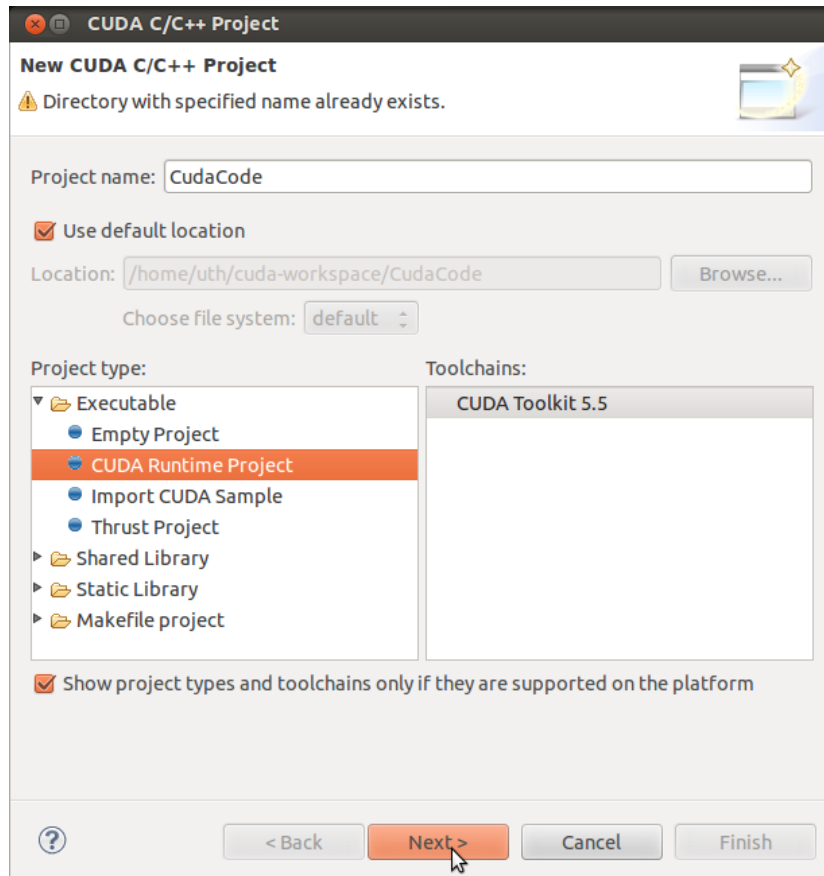 CUDA C/C++ Project
New CUDA C/C++ Project
Directory with specified name already exists.
Project name: CudaCode
Use default location
Location: /home/uth/cuda-workspace/CudaCode Browse...
Choose file system: default
Project type: Toolchains:
Executable CUDA Toolkit 5.5
Empty Project
CUDA Runtime Project
Import CUDA Sample
Thrust Project
Shared Library
Static Library
Makefile project
Show project types and toolchains only if they are supported on the platform
? < Back Next > Cancel Finish